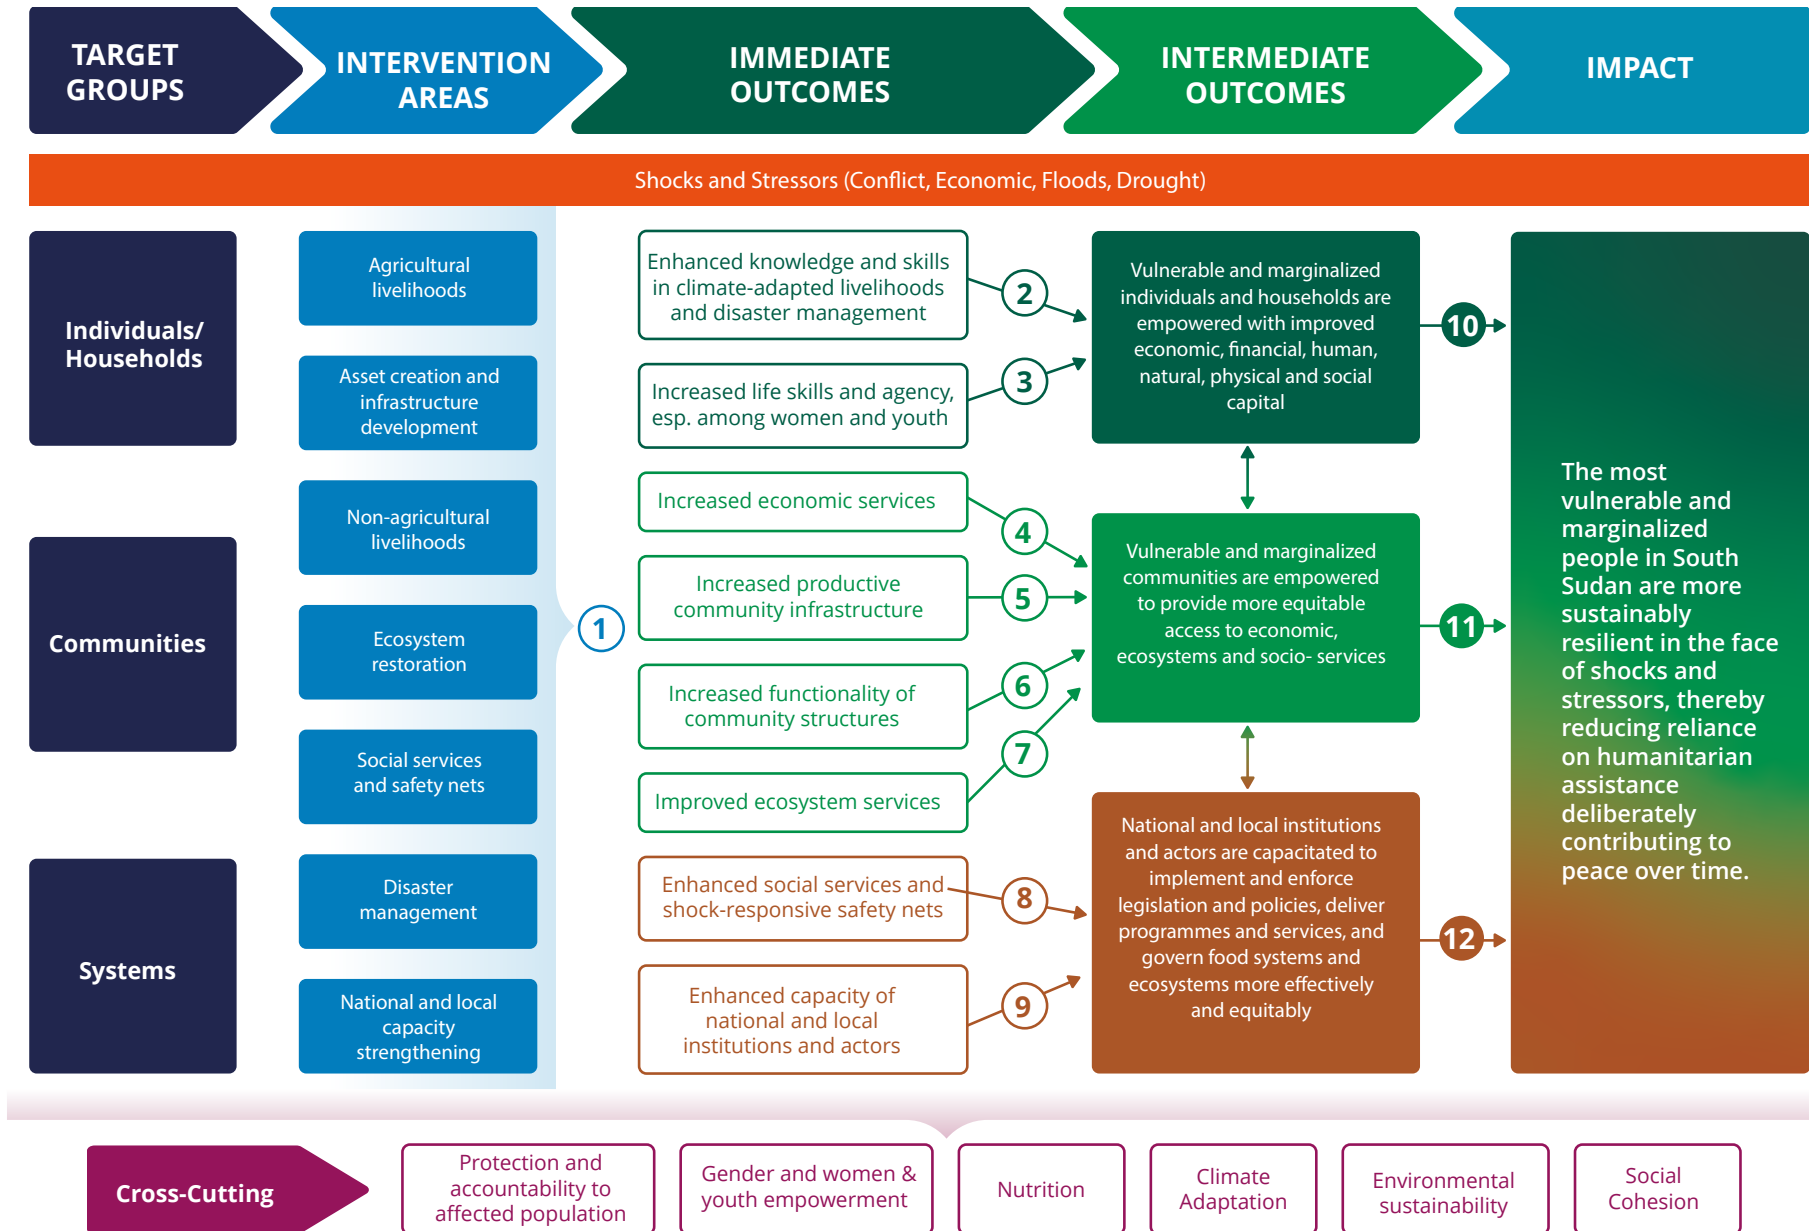 TARGET
GROUPS
INTERVENTION
AREAS
IMMEDIATE
OUTCOMES
INTERMEDIATE
OUTCOMES
IMPACT
Shocks and Stressors (Conflict, Economic, Floods, Drought)
Individuals/
Households
Communities
Systems
Agricultural
livelihoods
Asset creation and
infrastructure
development
Non-agricultural
livelihoods
Ecosystem
restoration
Social services
and safety nets
Disaster
management
National and local
capacity
strengthening
1
Enhanced knowledge and skills
in climate-adapted livelihoods
and disaster management
2
Increased life skills and agency,
esp. among women and youth
3
Increased economic services
4
Increased productive
community infrastructure
5
Increased functionality of
community structures
6
Improved ecosystem services
7
Enhanced social services and
shock-responsive safety nets
8
Enhanced capacity of
national and local
institutions and actors
9
Vulnerable and marginalized
individuals and households are
empowered with improved
economic, financial, human,
natural, physical and social
capital
10
Vulnerable and marginalized
communities are empowered
to provide more equitable
access to economic,
ecosystems and socio- services
11
National and local institutions
and actors are capacitated to
implement and enforce
legislation and policies, deliver
programmes and services, and
govern food systems and
ecosystems more effectively
and equitably
12
The most
vulnerable and
marginalized
people in South
Sudan are more
sustainably
resilient in the face
of shocks and
stressors, thereby
reducing reliance
on humanitarian
assistance
deliberately
contributing to
peace over time.
Cross-Cutting
Protection and
accountability to
affected population
Gender and women &
youth empowerment
Nutrition
Climate
Adaptation
Environmental
sustainability
Social
Cohesion